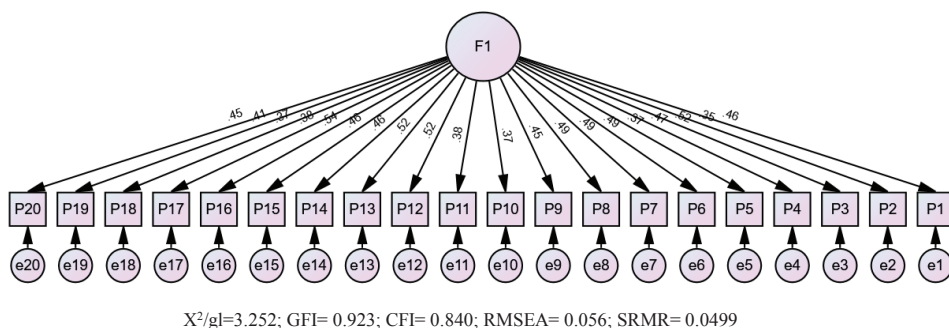 F1
.45 .41 .37 .54 .46 .46 .52 .52 .38 .37 .45 .49 .49 .49 .37 .47 .35 .46
P20 P19 P18 P17 P16 P15 P14 P13 P12 P11 P10 P9 P8 P7 P6 P5 P4 P3 P2 P1
e20 e19 e18 e17 e16 e15 e14 e13 e12 e11 e10 e9 e8 e7 e6 e5 e4 e3 e2 e1
X²/gl=3.252; GFI= 0.923; CFI= 0.840; RMSEA= 0.056; SRMR= 0.0499